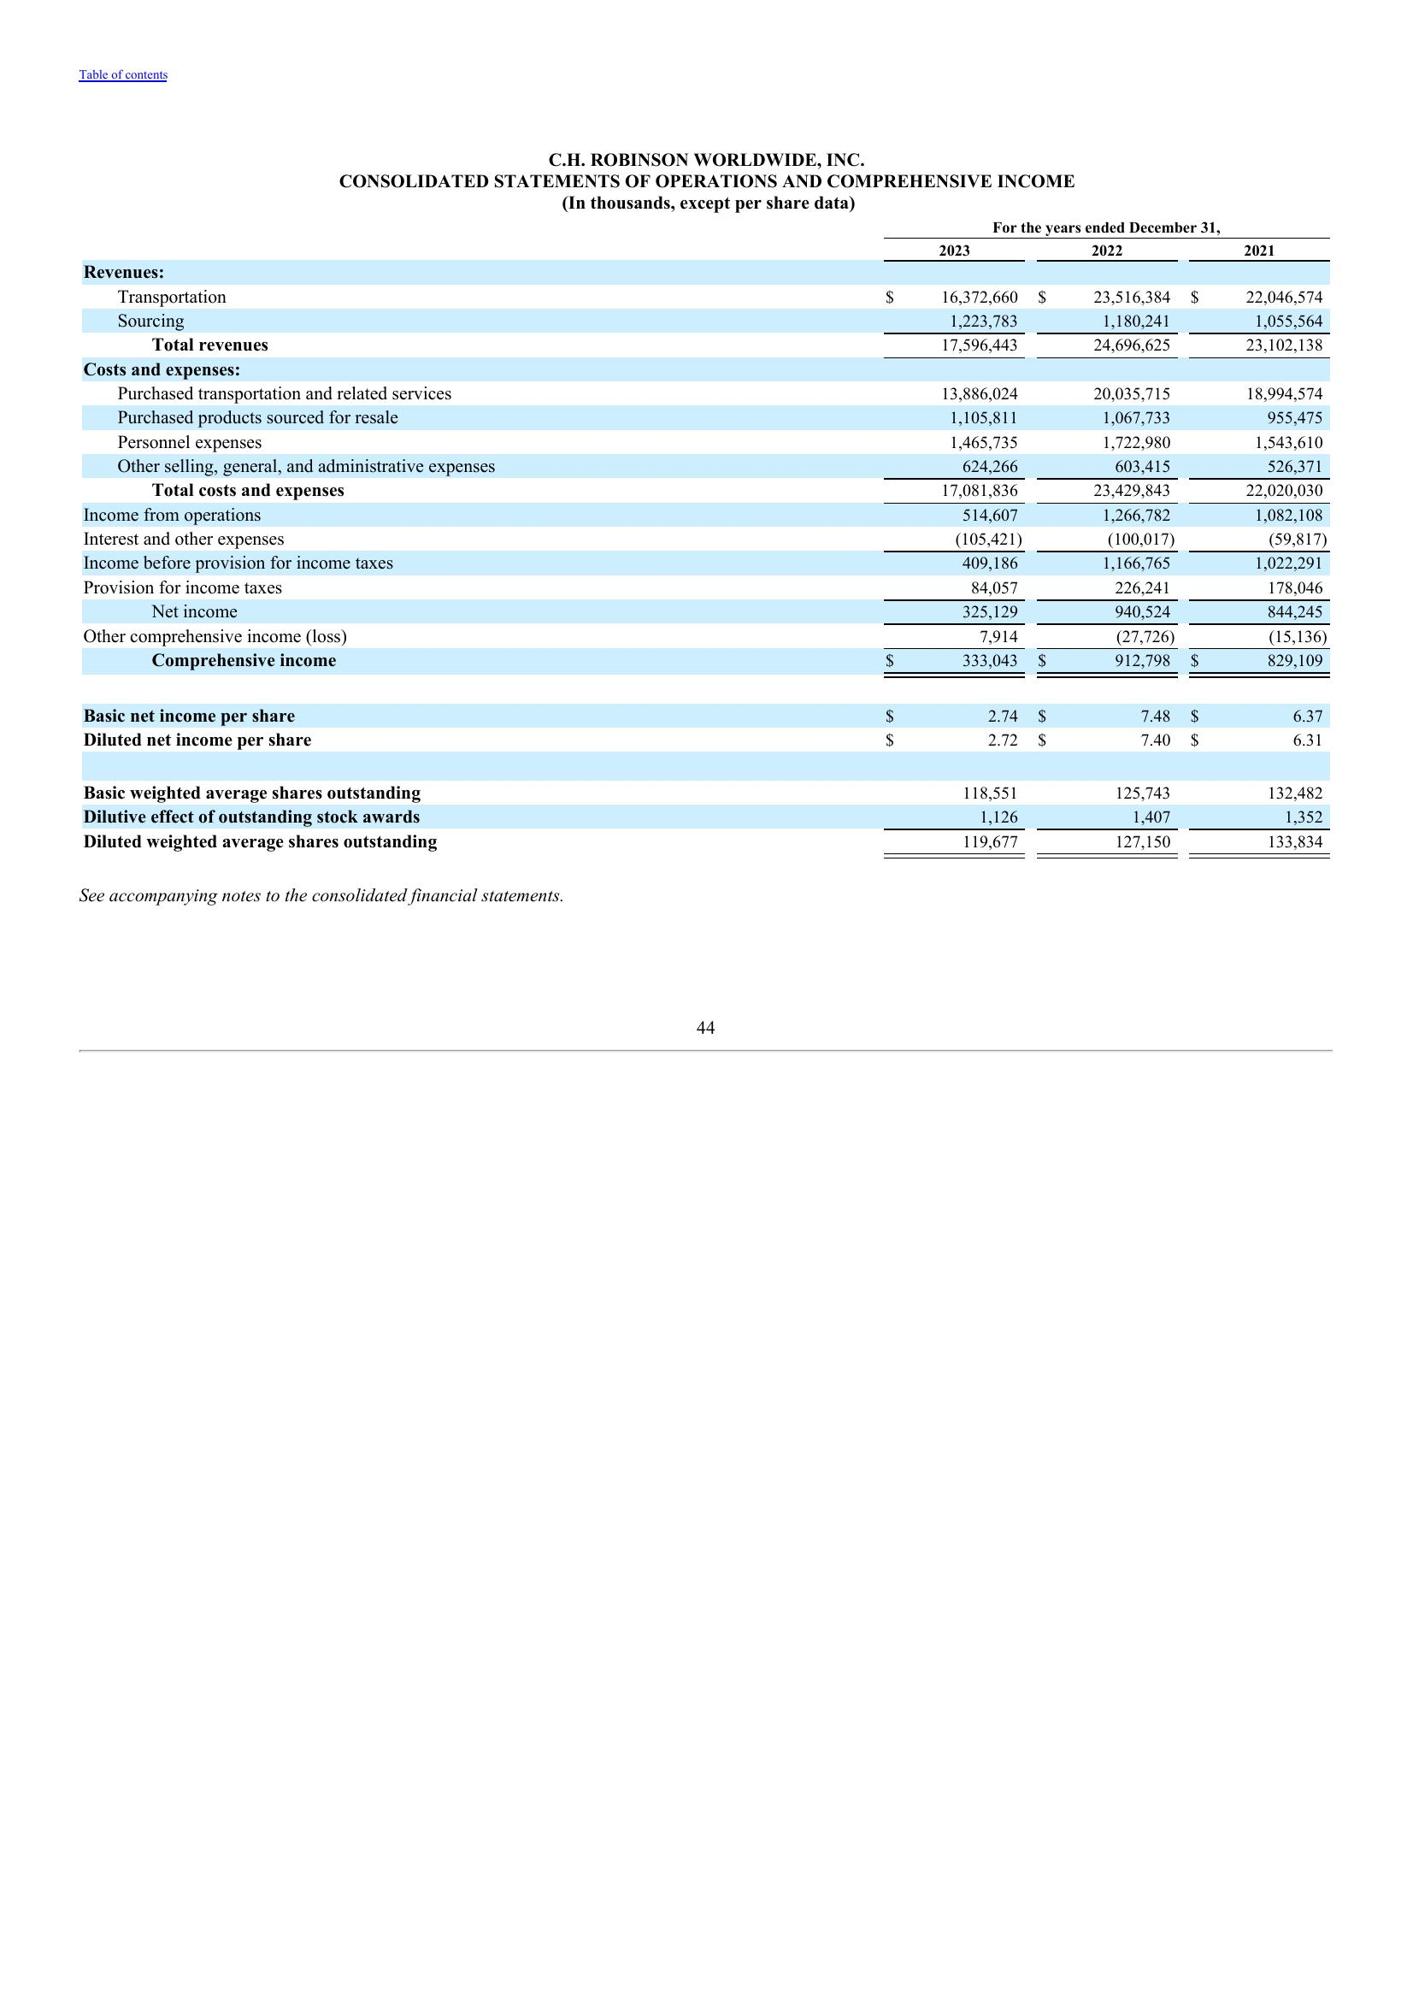 Table of contents
C.H. ROBINSON WORLDWIDE, INC.
CONSOLIDATED STATEMENTS OF OPERATIONS AND COMPREHENSIVE INCOME
(In thousands, except per share data)
For the years ended December 31,
2023 2022 2021
Revenues:
Transportation $ 16,372,660 $ 23,516,384 $ 22,046,574
Sourcing 1,223,783 1,180,241 1,055,564
Total revenues 17,596,443 24,696,625 23,102,138
Costs and expenses:
Purchased transportation and related services 13,886,024 20,035,715 18,994,574
Purchased products sourced for resale 1,105,811 1,067,733 955,475
Personnel expenses 1,465,735 1,722,980 1,543,610
Other selling, general, and administrative expenses 624,266 603,415 526,371
Total costs and expenses 17,081,836 23,429,843 22,020,030
Income from operations 514,607 1,266,782 1,082,108
Interest and other expenses (105,421) (100,017) (59,817)
Income before provision for income taxes 409,186 1,166,765 1,022,291
Provision for income taxes 84,057 226,241 178,046
Net income 325,129 940,524 844,245
Other comprehensive income (loss) 7,914 (27,726) (15,136)
Comprehensive income $ 333,043 $ 912,798 $ 829,109
Basic net income per share $ 2.74 $ 7.48 $ 6.37
Diluted net income per share $ 2.72 $ 7.40 $ 6.31
Basic weighted average shares outstanding 118,551 125,743 132,482
Dilutive effect of outstanding stock awards 1,126 1,407 1,352
Diluted weighted average shares outstanding 119,677 127,150 133,834
See accompanying notes to the consolidated financial statements.
44